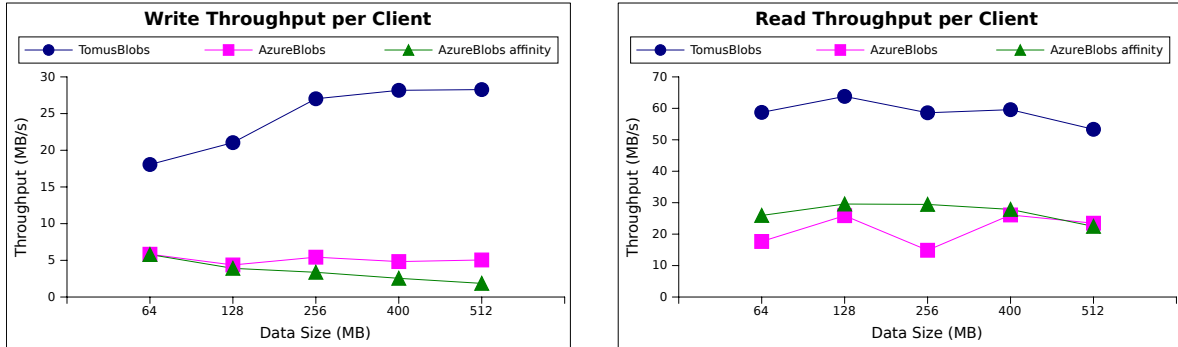 Write Throughput per Client
TomusBlobs AzureBlobs AzureBlobs affinity
30
25
20
15
10
5
0
Throughput (MB/s)
64 128 256 400 512
Data Size (MB)
Read Throughput per Client
TomusBlobs AzureBlobs AzureBlobs affinity
70
60
50
40
30
20
10
0
Throughput (MB/s)
64 128 256 400 512
Data Size (MB)